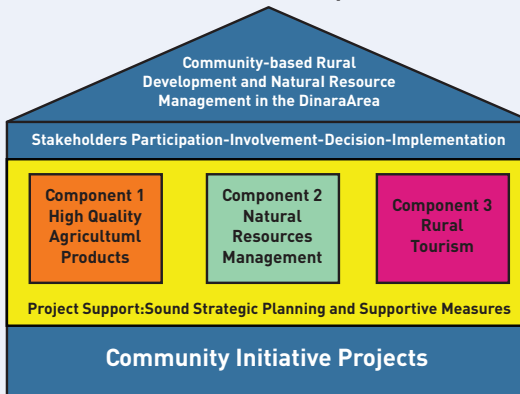 Community-based Rural
Development and Natural Resource
Management in the DinaraArea
Stakeholders Participation-Involvement-Decision-Implementation
Component 1
High Quality
Agricultuml
Products
Component 2
Natural
Resources
Management
Component 3
Rural
Tourism
Project Support:Sound Strategic Planning and Supportive Measures
Community Initiative Projects